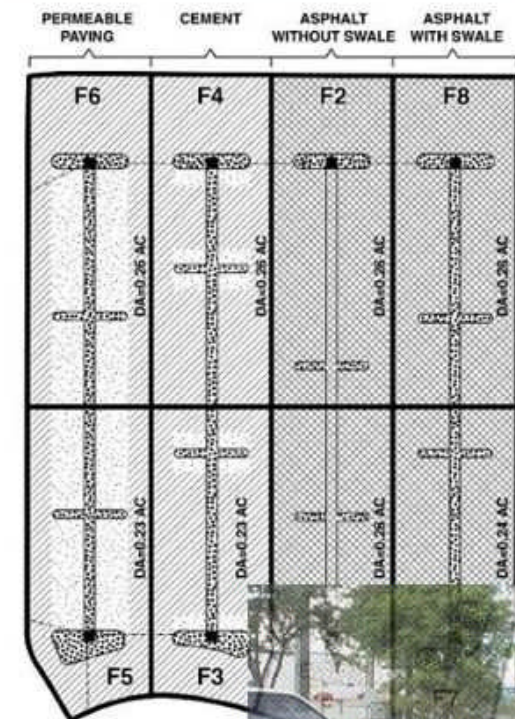 PERMEABLE PAVING
CEMENT
ASPHALT WITHOUT SWALE
ASPHALT WITH SWALE
F6
F4
F2
F8
DA=0.26 AC
DA=0.26 AC
DA=0.26 AC
DA=0.26 AC
DA=0.23 AC
DA=0.23 AC
DA=0.26 AC
DA=0.24 AC
F5
F3